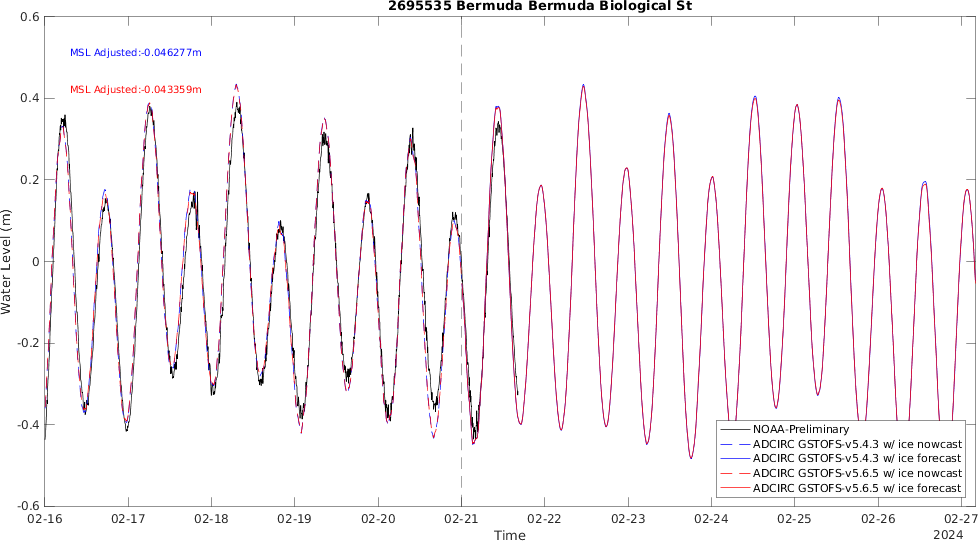 2695535 Bermuda Bermuda Biological St
MSL Adjusted:-0.046277m
MSL Adjusted:-0.043359m
Water Level (m)
0.6
0.4
0.2
0
-0.2
-0.4
-0.6
NOAA-Preliminary
ADCIRC GSTOFS-v5.4.3 w/ ice nowcast
ADCIRC GSTOFS-v5.4.3 w/ ice forecast
ADCIRC GSTOFS-v5.6.5 w/ ice nowcast
ADCIRC GSTOFS-v5.6.5 w/ ice forecast
02-16 02-17 02-18 02-19 02-20 02-21 02-22 02-23 02-24 02-25 02-26 02-27
Time
2024